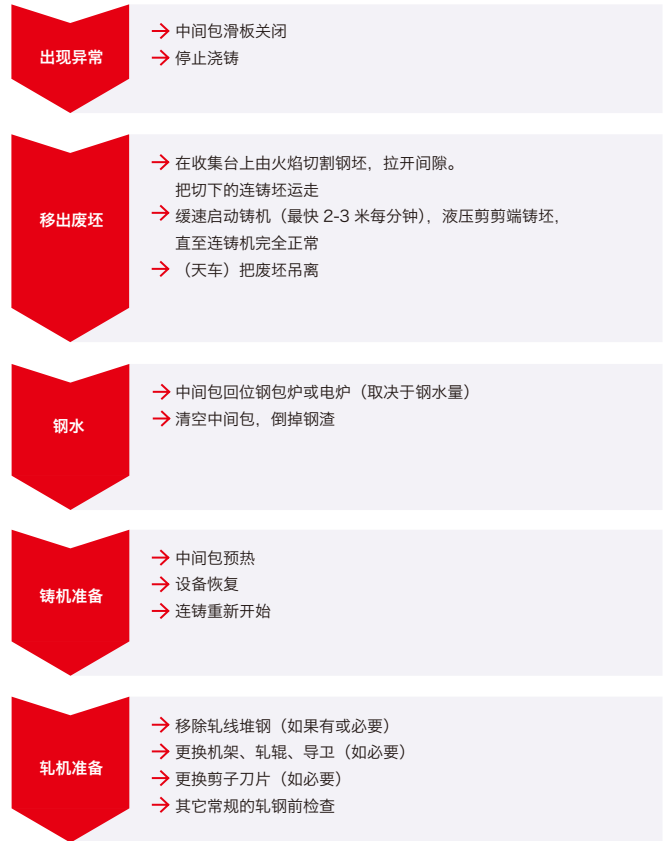 出现异常
中间包滑板关闭
停止浇铸
移出废坯
在收集台上由火焰切割钢坯，拉开间隙。
把切下的连铸坯运走
缓速启动铸机（最快 2-3 米每分钟），液压剪剪端铸坯，
直至连铸机完全正常
（天车）把废坯吊离
钢水
中间包回位钢包炉或电炉（取决于钢水量）
清空中间包，倒掉钢渣
铸机准备
中间包预热
设备恢复
连铸重新开始
轧机准备
移除轧线堆钢（如果有或必要）
更换机架、轧辊、导卫（如必要）
更换剪子刀片（如必要）
其它常规的轧钢前检查